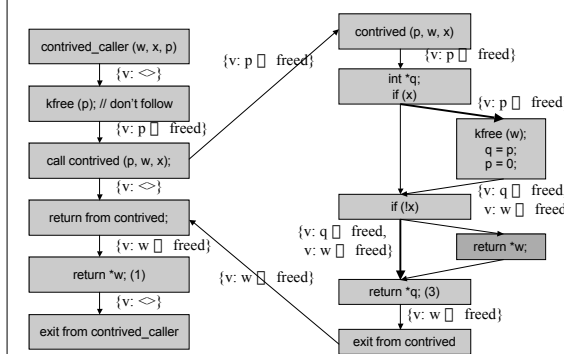 contrived_caller (w, x, p)
{v: <>}
kfree (p); // don't follow
{v: p □ freed}
call contrived (p, w, x);
{v: <>}
return from contrived;
{v: w □ freed}
return *w; (1)
{v: <>}
exit from contrived_caller
{v: p □ freed}
{v: w □ freed}
contrived (p, w, x)
{v: p □ freed}
int *q;
if (x)
{v: p □ freed}
kfree (w);
q = p;
p = 0;
{v: q □ freed
v: w □ freed
if (!x)
{v: q □ freed,
v: w □ freed}
return *w;
return *q; (3)
{v: w □ freed}
exit from contrived